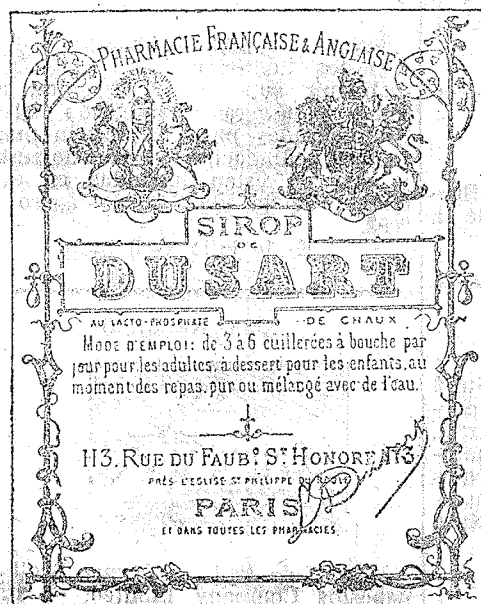 PHARMACIE FRANÇAISE & ANGLAISE
SIROP
DE
DUSART
AU LACTO-PHOSPHATE DE CHAUX
MODE D'EMPLOI: de 3 à 6 cuillerées à bouche par
jour pour les adultes, à dessert pour les enfants, au
moment des repas, pur ou mélangé avec de l'eau.
113, RUE DU FAUBG ST HONORÉ, 113
PRÈS L'EGLISE ST PHILIPPE DU ROULE
PARIS
ET DANS TOUTES LES PHARMACIES